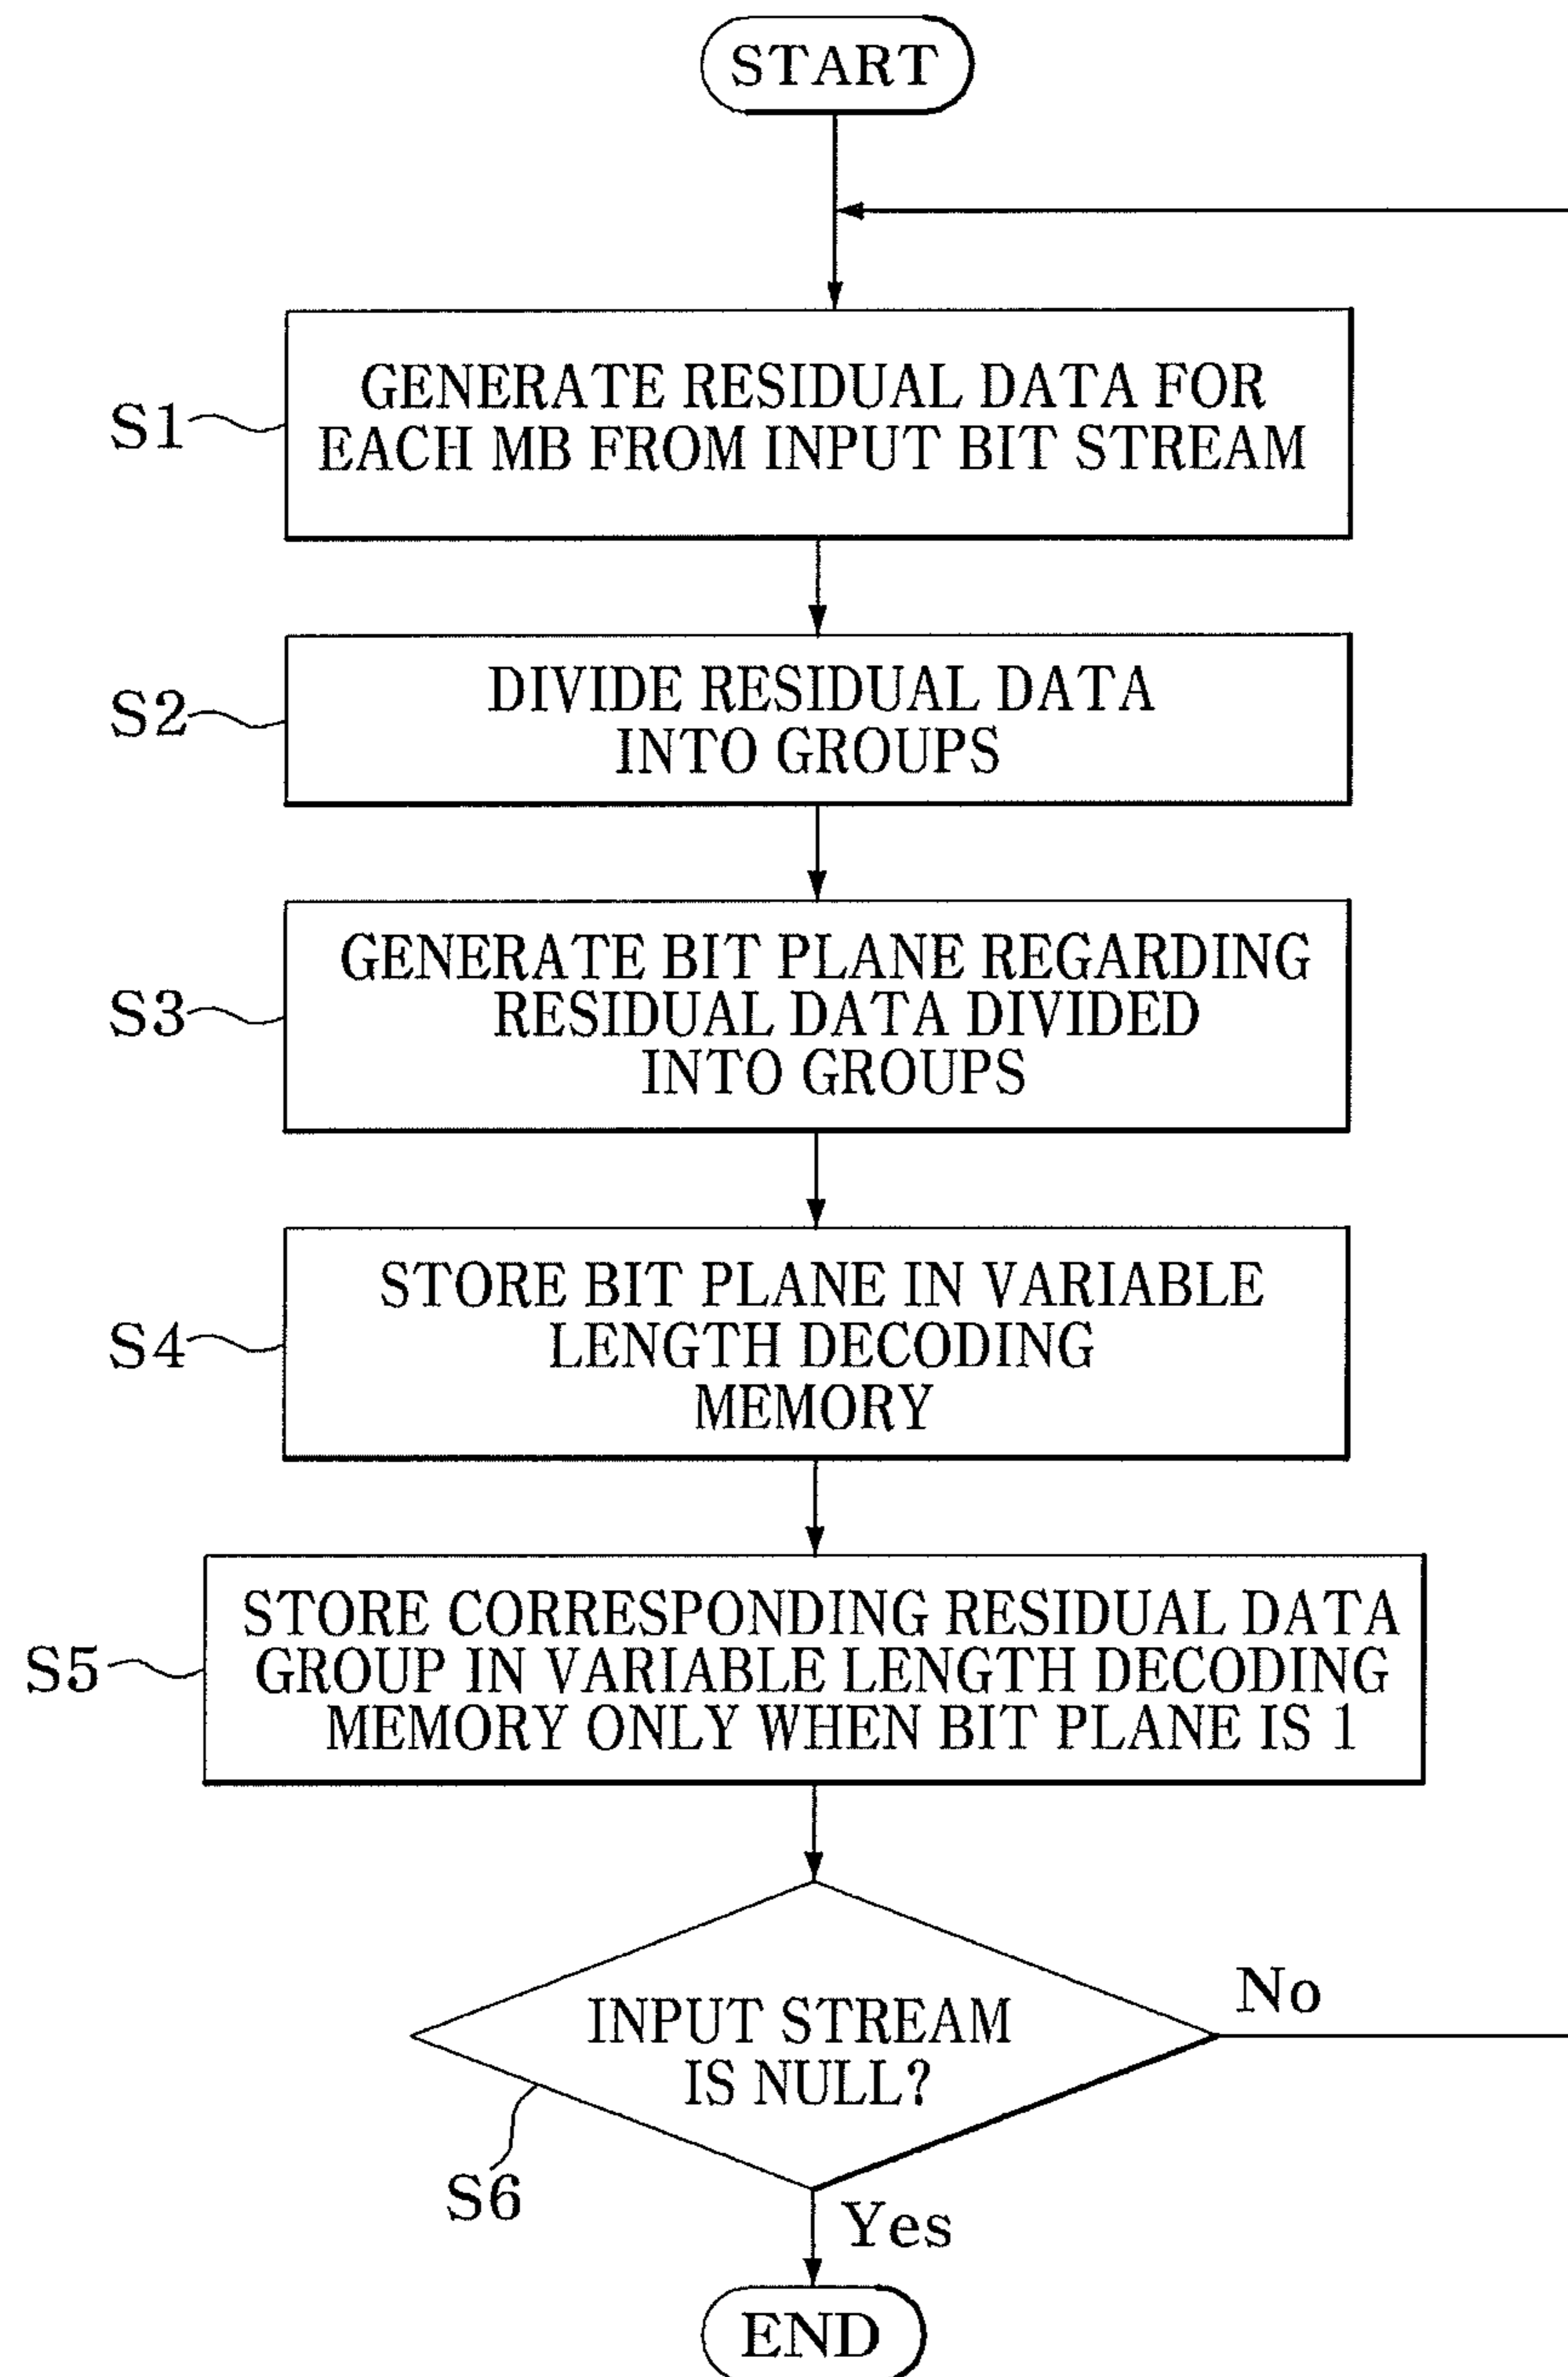 START
S1
GENERATE RESIDUAL DATA FOR
EACH MB FROM INPUT BIT STREAM
S2
DIVIDE RESIDUAL DATA
INTO GROUPS
S3
GENERATE BIT PLANE REGARDING
RESIDUAL DATA DIVIDED
INTO GROUPS
S4
STORE BIT PLANE IN VARIABLE
LENGTH DECODING
MEMORY
S5
STORE CORRESPONDING RESIDUAL DATA
GROUP IN VARIABLE LENGTH DECODING
MEMORY ONLY WHEN BIT PLANE IS 1
INPUT STREAM
IS NULL?
No
S6
Yes
END